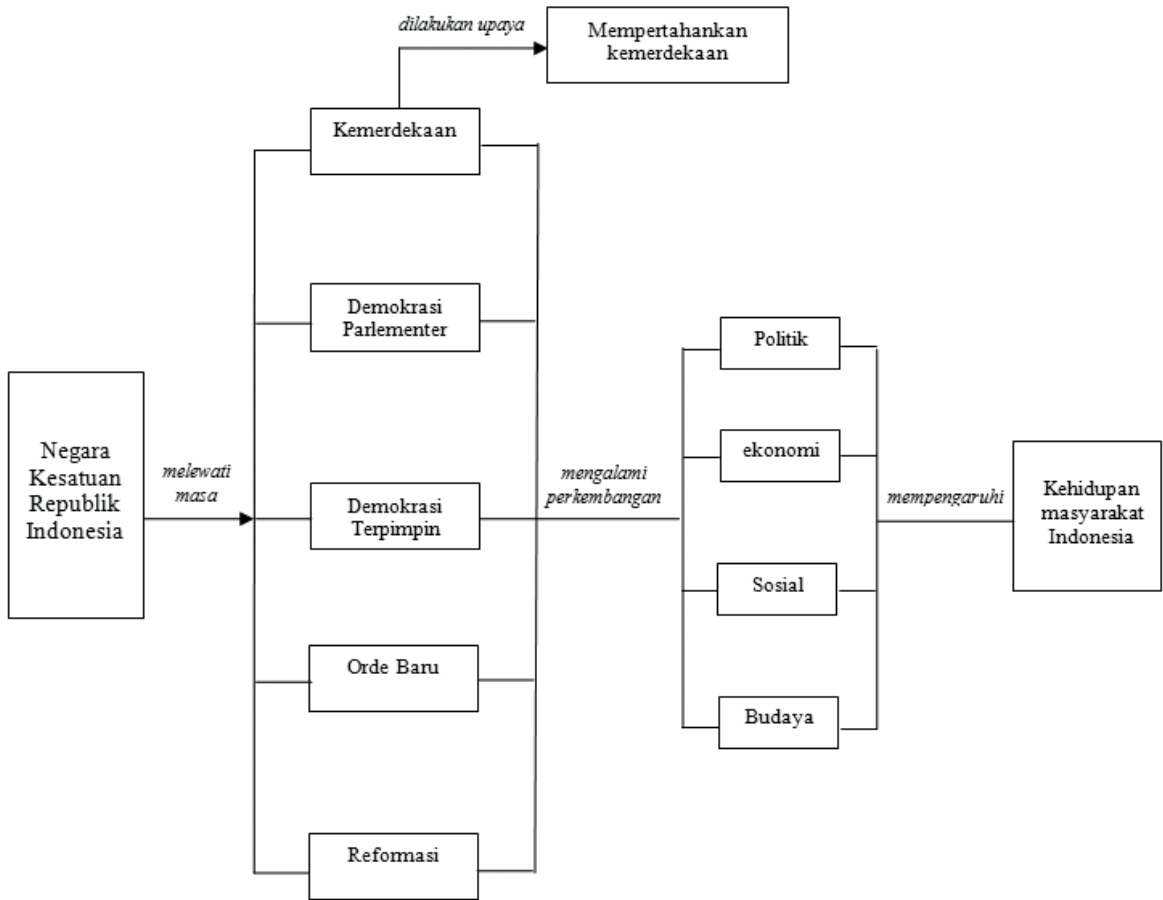 dilakukan upaya
Mempertahankan
kemerdekaan
Kemerdekaan
Demokrasi
Parlementer
Negara
Kesatuan
Republik
Indonesia
melewati
masa
Demokrasi
Terpimpin
Orde Baru
Reformasi
mengalami
perkembangan
Politik
ekonomi
Sosial
Budaya
mempengaruhi
Kehidupan
masyarakat
Indonesia